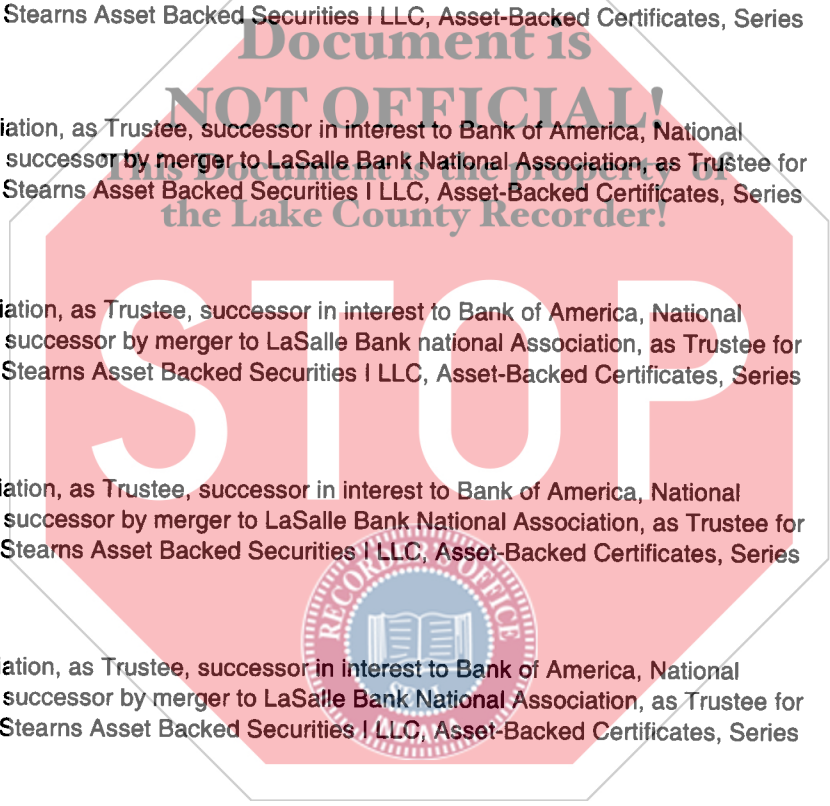 Stearns Asset Backed Securities I LLC, Asset-Backed Certificates, Series
Document is
NOT OFFICIAL!
iation, as Trustee, successor in interest to Bank of America, National
successor by merger to LaSalle Bank National Association, as Trustee for
This Document is the property of
Stearns Asset Backed Securities I LLC, Asset-Backed Certificates, Series
the Lake County Recorder!
STOP
iation, as Trustee, successor in interest to Bank of America, National
successor by merger to LaSalle Bank national Association, as Trustee for
Stearns Asset Backed Securities I LLC, Asset-Backed Certificates, Series
iation, as Trustee, successor in interest to Bank of America, National
successor by merger to LaSalle Bank National Association, as Trustee for
Stearns Asset Backed Securities I LLC, Asset-Backed Certificates, Series
RECORDER'S OFFICE
iation, as Trustee, successor in interest to Bank of America, National
successor by merger to LaSalle Bank National Association, as Trustee for
SEAL
Stearns Asset Backed Securities I LLC, Asset-Backed Certificates, Series
INDIANA